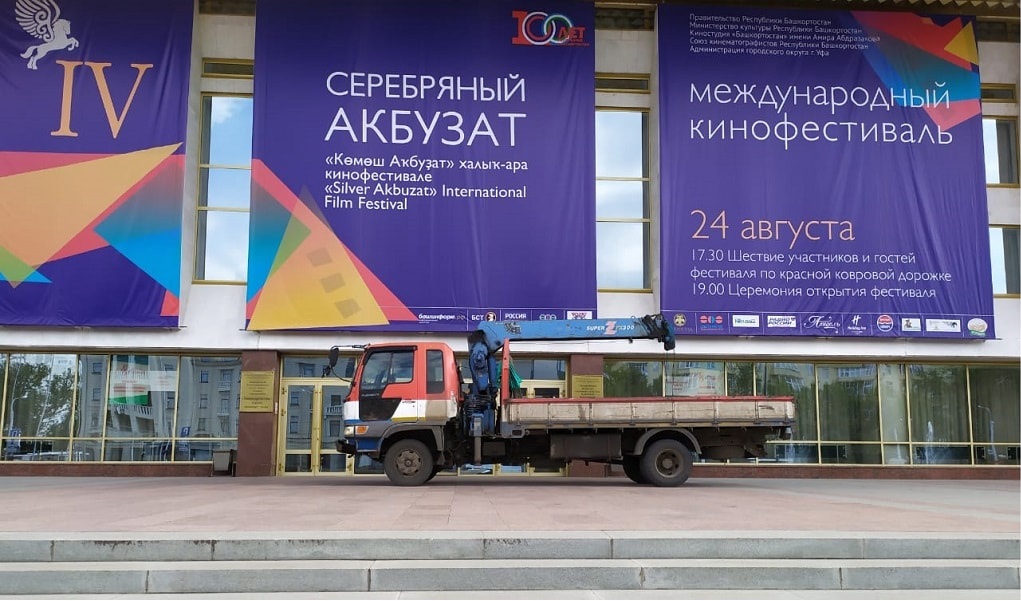 IV
100 ЛЕТ
СЕРЕБРЯНЫЙ
АКБУЗАТ
«Көмөш Аҡбуҙат» халыҡ-ара
кинофестивале
«Silver Akbuzat» International
Film Festival
башинформ.рф БСТ РОССИЯ
Правительство Республики Башкортостан
Министерство культуры Республики Башкортостан
Киностудия «Башкортостан» имени Амира Абдразакова
Союз кинематографистов Республики Башкортостан
Администрация городского округа г. Уфа
международный
кинофестиваль
24 августа
17.30 Шествие участников и гостей
фестиваля по красной ковровой дорожке
19.00 Церемония открытия фестиваля
SUPER Z